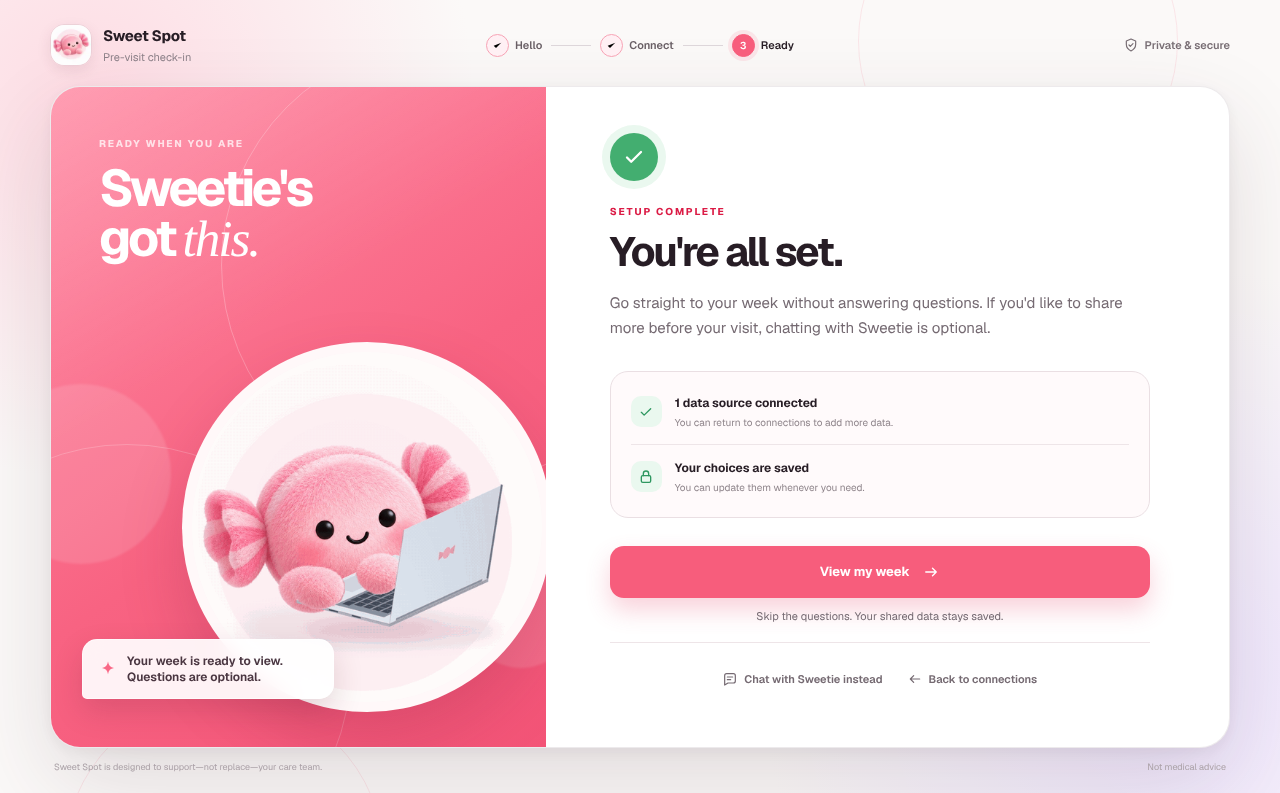 Sweet Spot
Pre-visit check-in
Hello
Connect
3 Ready
Private & secure
READY WHEN YOU ARE
Sweetie's
got this.
Your week is ready to view.
Questions are optional.
SETUP COMPLETE
You're all set.
Go straight to your week without answering questions. If you'd like to share
more before your visit, chatting with Sweetie is optional.
1 data source connected
You can return to connections to add more data.
Your choices are saved
You can update them whenever you need.
View my week
Skip the questions. Your shared data stays saved.
Chat with Sweetie instead
Back to connections
Sweet Spot is designed to support—not replace—your care team.
Not medical advice